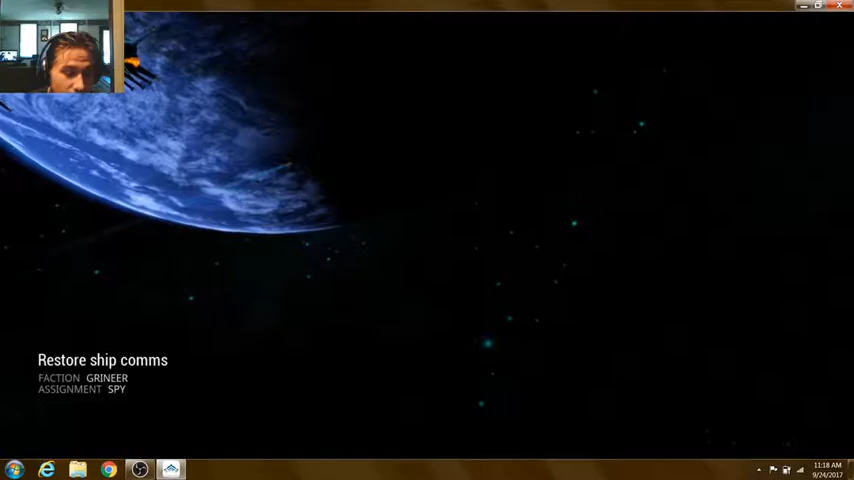 Restore ship comms
FACTION GRINEER
ASSIGNMENT SPY
11:18 AM
9/24/2017